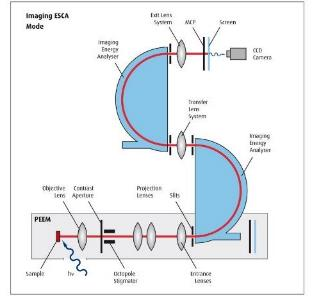 Imaging ESCA
Mode
Exit Lens
System
MCP
Screen
Imaging
Energy
Analyser
CCD
Camera
Transfer
Lens
System
Imaging
Energy
Analyser
Objective
Lens
Contrast
Aperture
Projection
Lenses
Slits
PEEM
Sample
hν
Octopole
Stigmator
Entrance
Lenses